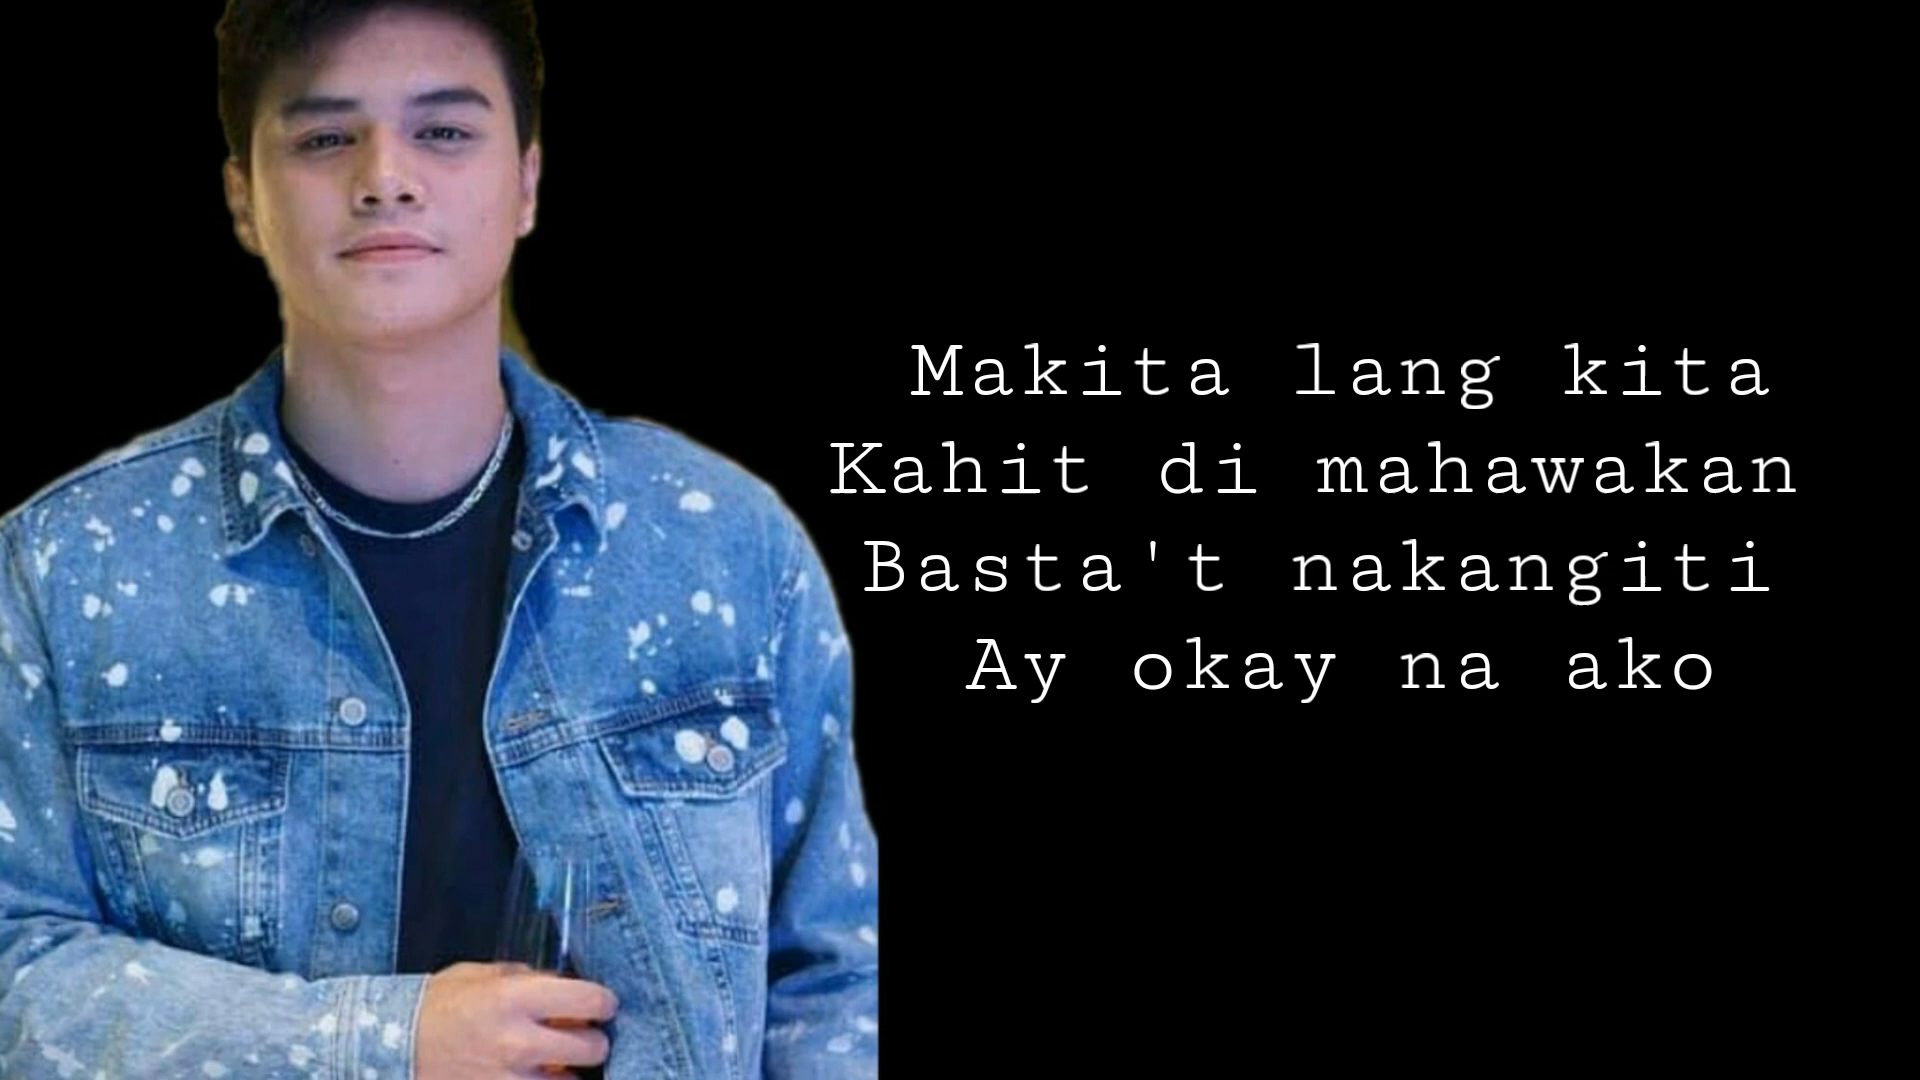 Makita lang kita
Kahit di mahawakan
Basta't nakangiti
Ay okay na ako